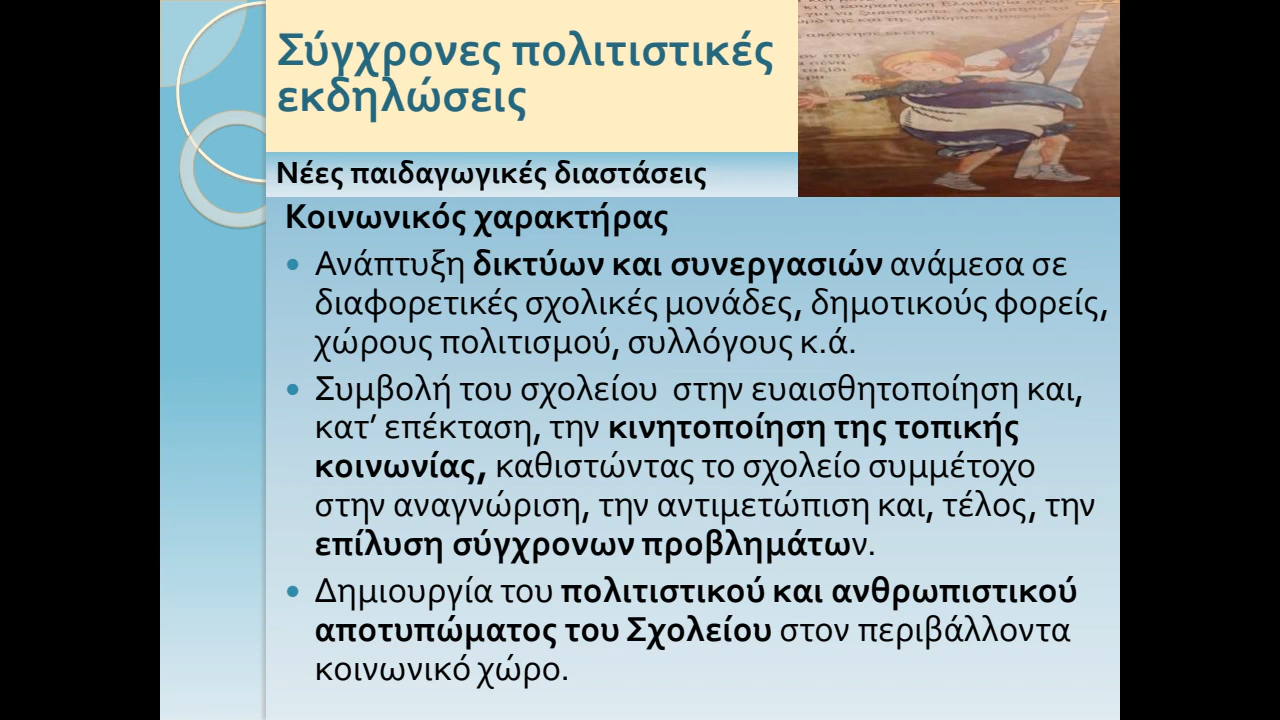 Σύγχρονες πολιτιστικές
εκδηλώσεις
Νέες παιδαγωγικές διαστάσεις
Κοινωνικός χαρακτήρας
• Ανάπτυξη δικτύων και συνεργασιών ανάμεσα σε
διαφορετικές σχολικές μονάδες, δημοτικούς φορείς,
χώρους πολιτισμού, συλλόγους κ.ά.
• Συμβολή του σχολείου στην ευαισθητοποίηση και,
κατ’ επέκταση, την κινητοποίηση της τοπικής
κοινωνίας, καθιστώντας το σχολείο συμμέτοχο
στην αναγνώριση, την αντιμετώπιση και, τέλος, την
επίλυση σύγχρονων προβλημάτων.
• Δημιουργία του πολιτιστικού και ανθρωπιστικού
αποτυπώματος του Σχολείου στον περιβάλλοντα
κοινωνικό χώρο.